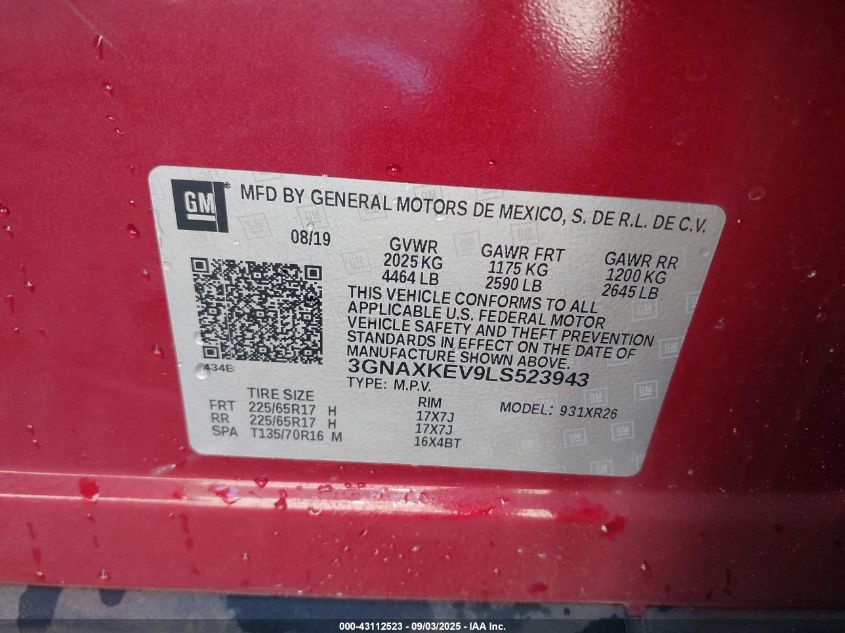 GM
MFD BY GENERAL MOTORS DE MEXICO, S. DE R.L. DE C.V.
08/19
GVWR
2025 KG
4464 LB
GAWR FRT
1175 KG
2590 LB
GAWR RR
1200 KG
2645 LB
THIS VEHICLE CONFORMS TO ALL
APPLICABLE U.S. FEDERAL MOTOR
VEHICLE SAFETY AND THEFT PREVENTION
STANDARDS IN EFFECT ON THE DATE OF
MANUFACTURE SHOWN ABOVE.
3GNAXKEV9LS523943
434B
TYPE: M.P.V.
MODEL: 931XR26
TIRE SIZE RIM
FRT 225/65R17 H 17X7J
RR 225/65R17 H 17X7J
SPA T135/70R16 M 16X4BT
000-43112523 - 09/03/2025 - IAA Inc.